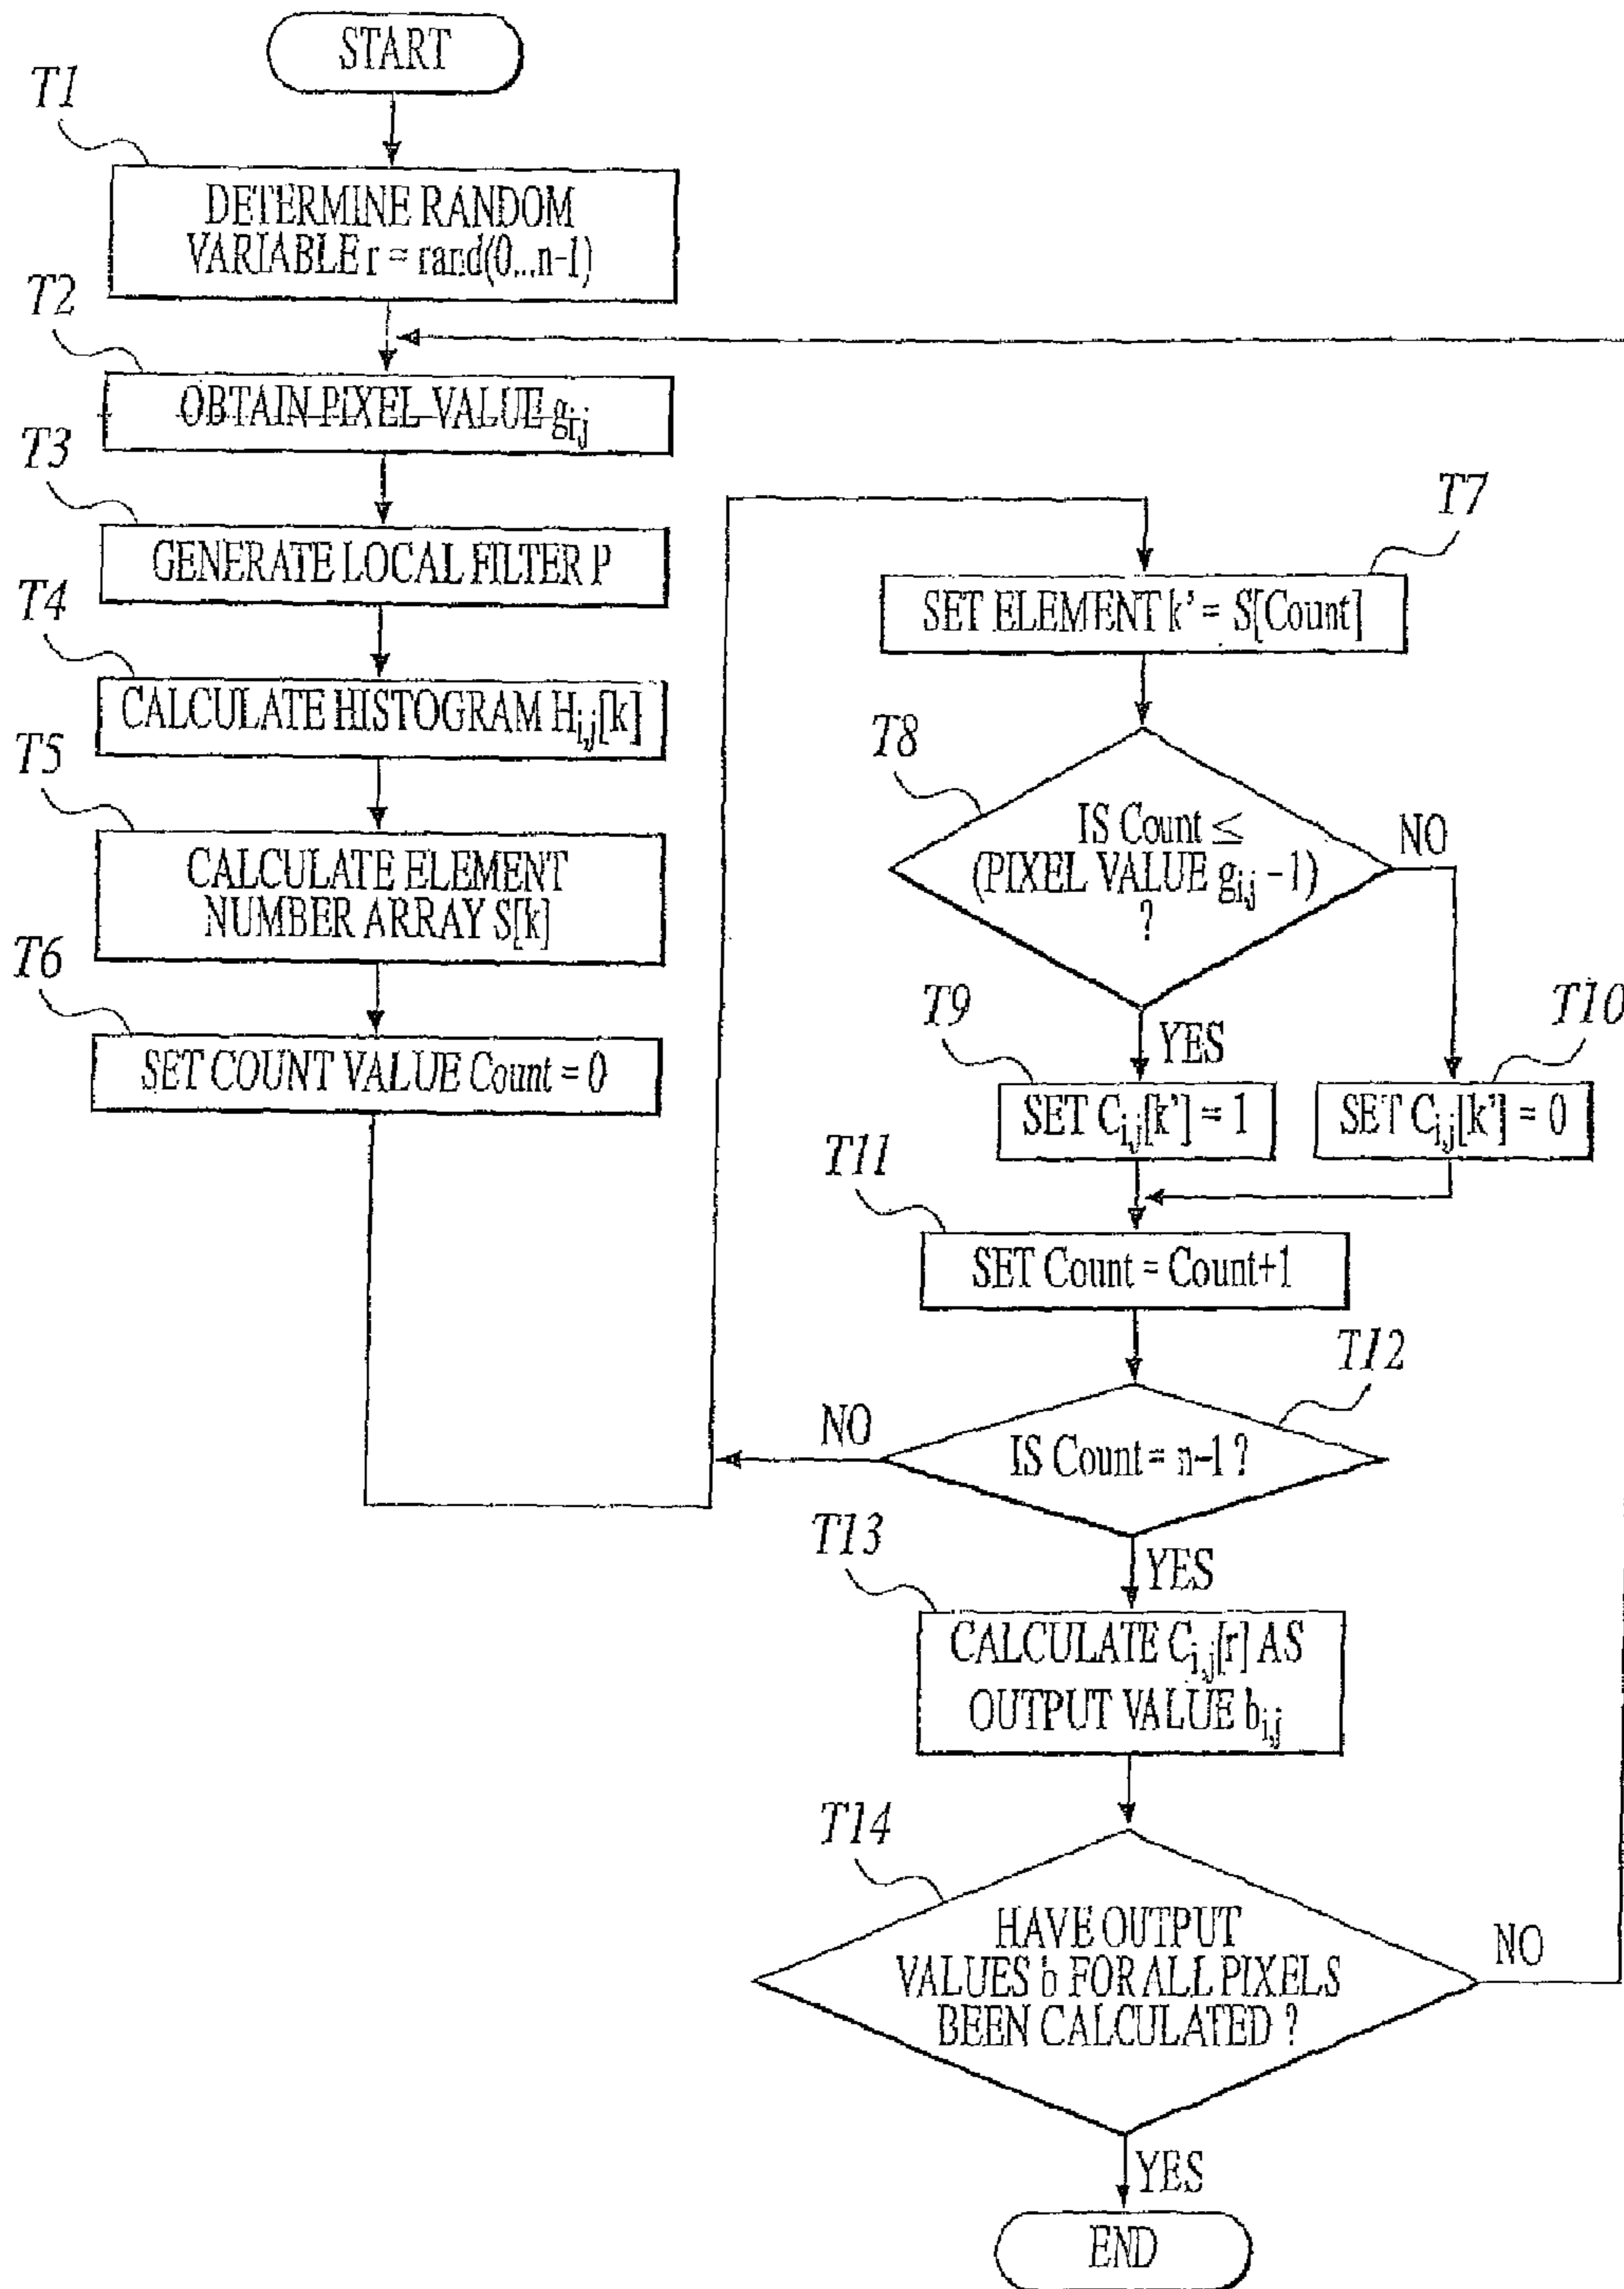 START
T1
DETERMINE RANDOM
VARIABLE r = rand(0...n-1)
T2
OBTAIN PIXEL VALUE gi,j
T3
GENERATE LOCAL FILTER P
T4
CALCULATE HISTOGRAM Hi,j[k]
T5
CALCULATE ELEMENT
NUMBER ARRAY S[k]
T6
SET COUNT VALUE Count = 0
T7
SET ELEMENT k' = S[Count]
T8
IS Count ≤
(PIXEL VALUE gi,j -1)
?
NO
YES
T9
SET Ci,j[k'] = 1
T10
SET Ci,j[k'] = 0
T11
SET Count = Count+1
T12
IS Count = n-1 ?
NO
YES
T13
CALCULATE Ci,j[r] AS
OUTPUT VALUE bi,j
T14
HAVE OUTPUT
VALUES b FOR ALL PIXELS
BEEN CALCULATED ?
NO
YES
END